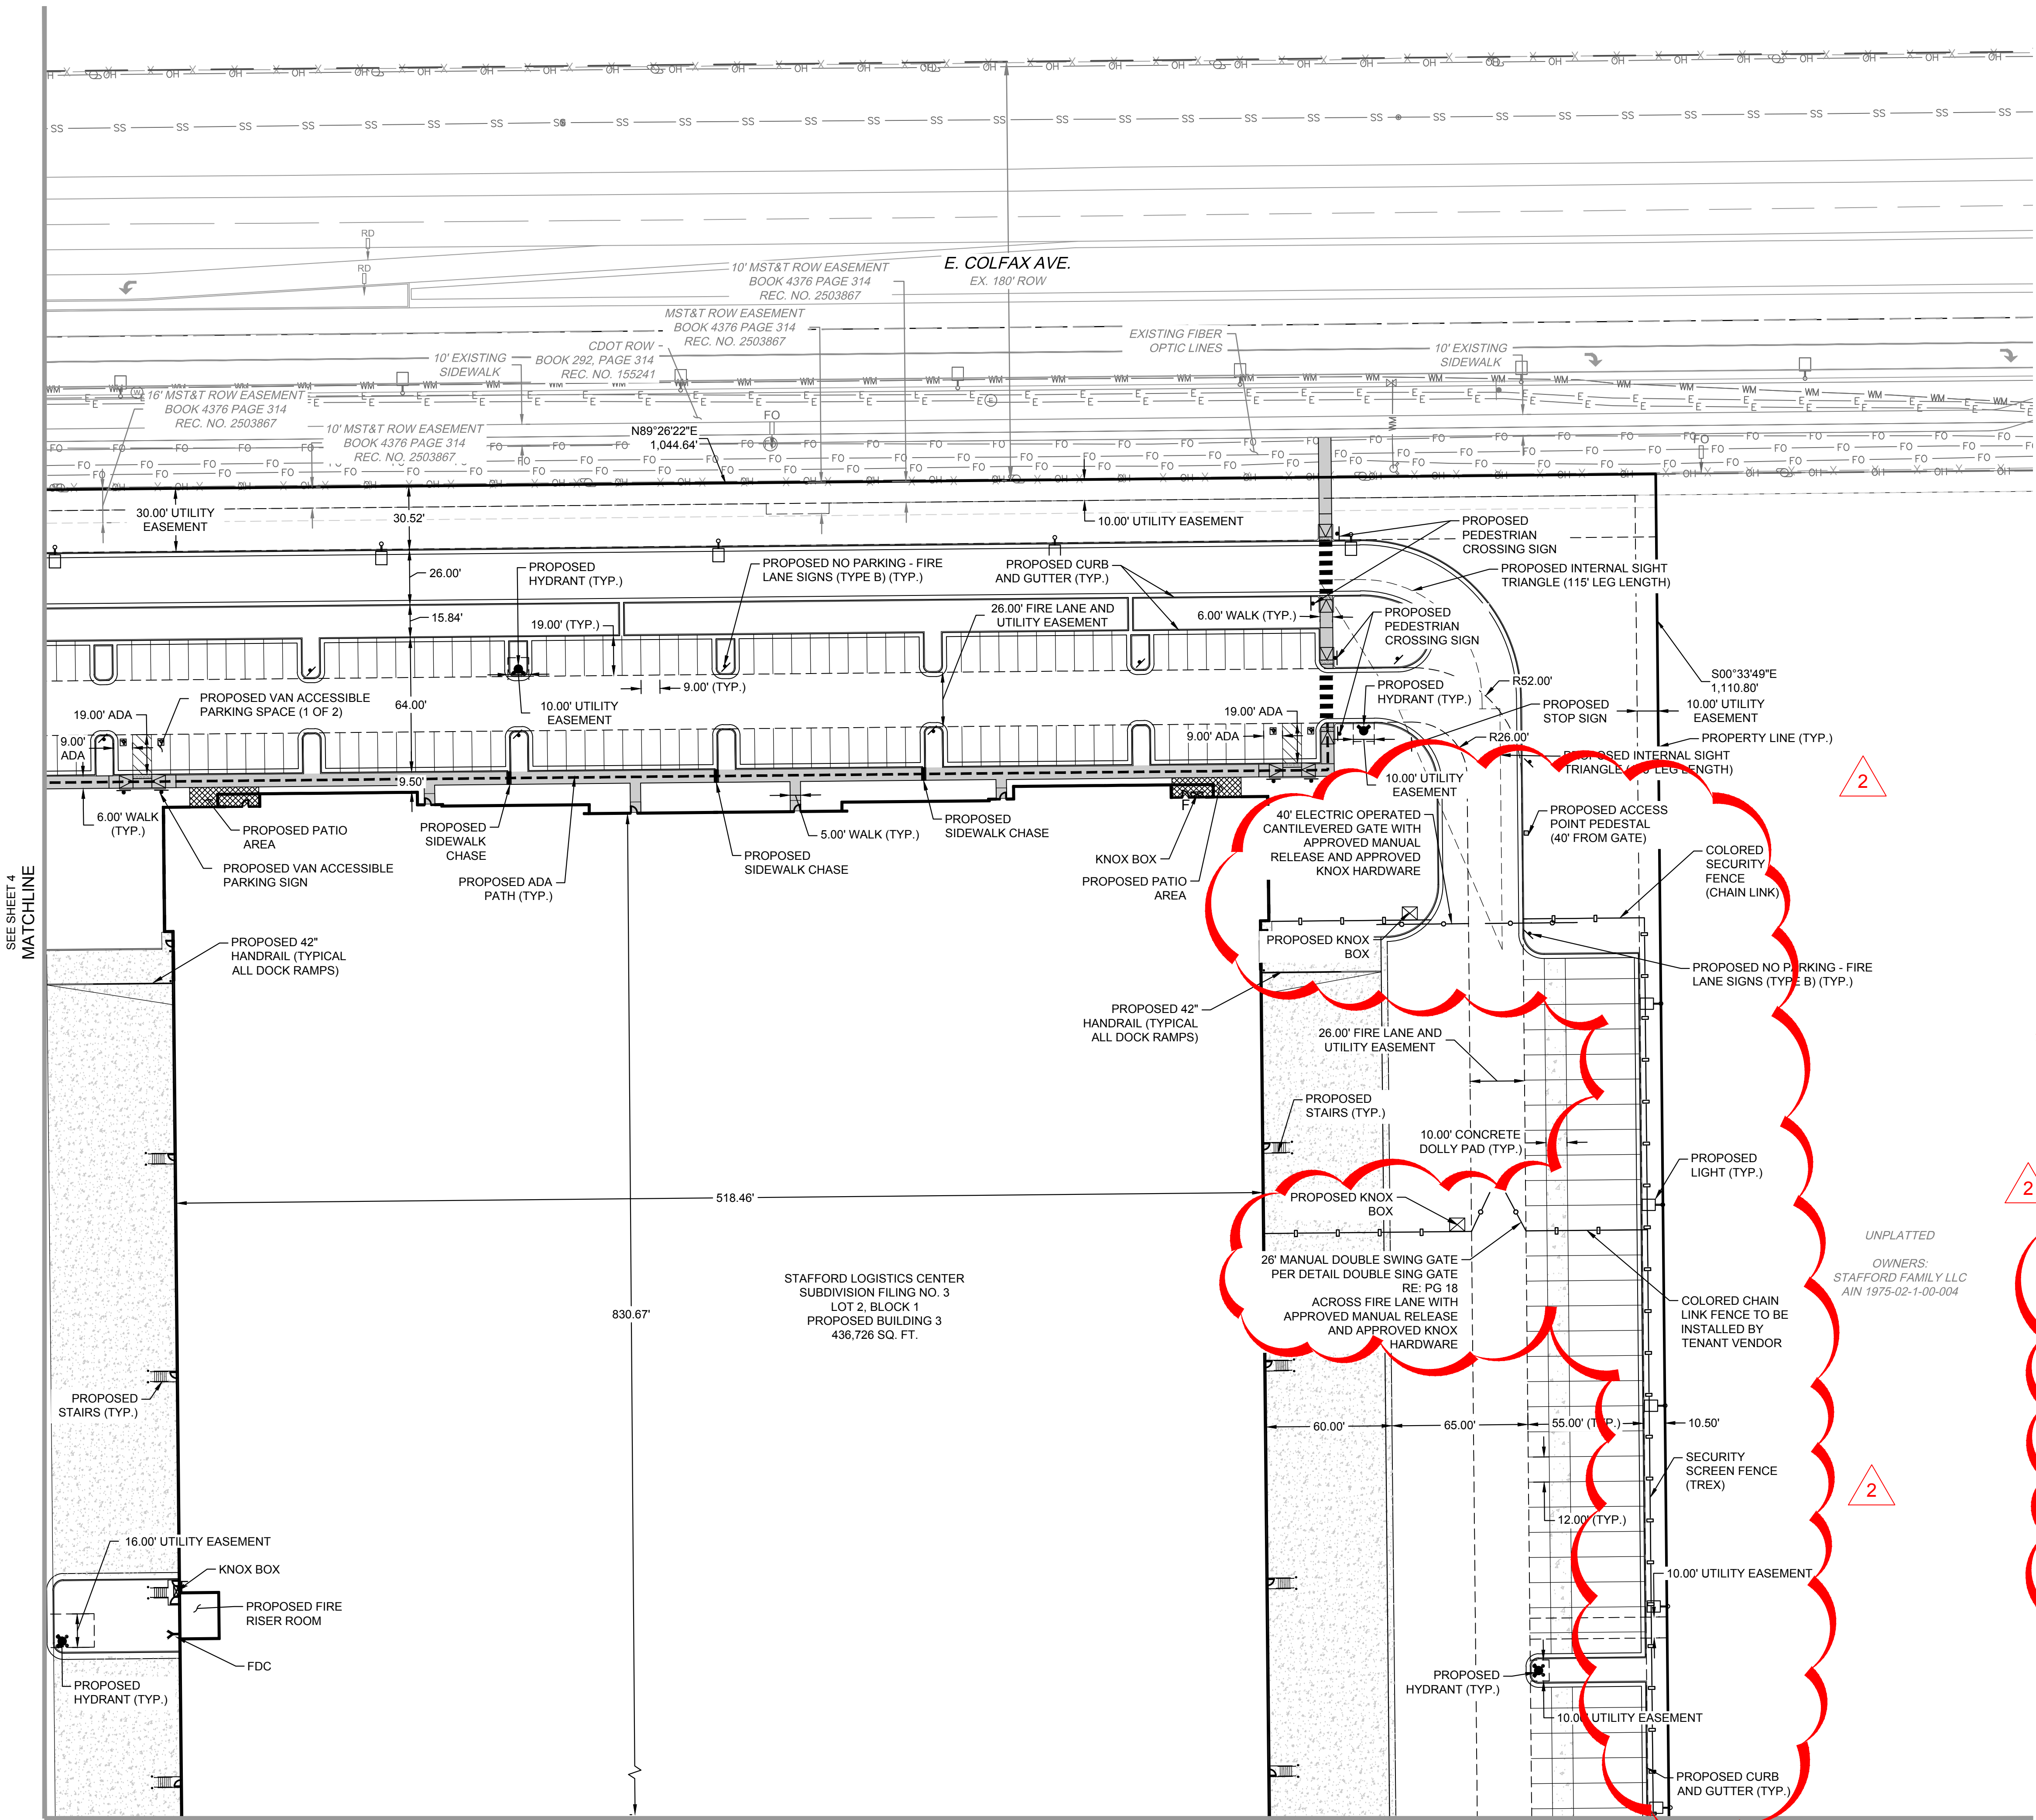 E. COLFAX AVE.
EX. 180' ROW
RD
RD
10' MST&T ROW EASEMENT
BOOK 4376 PAGE 314
REC. NO. 2503867
MST&T ROW EASEMENT
BOOK 4376 PAGE 314
REC. NO. 2503867
CDOT ROW
BOOK 292, PAGE 314
REC. NO. 155241
10' EXISTING
SIDEWALK
EXISTING FIBER
OPTIC LINES
10' EXISTING
SIDEWALK
16' MST&T ROW EASEMENT
BOOK 4376 PAGE 314
REC. NO. 2503867
10' MST&T ROW EASEMENT
BOOK 4376 PAGE 314
REC. NO. 2503867
N89°26'22"E
1,044.64'
30.00' UTILITY
EASEMENT
30.52'
10.00' UTILITY EASEMENT
PROPOSED
PEDESTRIAN
CROSSING SIGN
26.00'
PROPOSED
HYDRANT (TYP.)
PROPOSED NO PARKING - FIRE
LANE SIGNS (TYPE B) (TYP.)
PROPOSED CURB
AND GUTTER (TYP.)
PROPOSED INTERNAL SIGHT
TRIANGLE (115' LEG LENGTH)
15.84'
19.00' (TYP.)
26.00' FIRE LANE AND
UTILITY EASEMENT
6.00' WALK (TYP.)
PROPOSED
PEDESTRIAN
CROSSING SIGN
S00°33'49"E
1,110.80'
R52.00'
PROPOSED VAN ACCESSIBLE
PARKING SPACE (1 OF 2)
9.00' (TYP.)
PROPOSED
HYDRANT (TYP.)
64.00'
10.00' UTILITY
EASEMENT
19.00' ADA
19.00' ADA
PROPOSED
STOP SIGN
10.00' UTILITY
EASEMENT
9.00'
ADA
9.00' ADA
R26.00'
PROPERTY LINE (TYP.)
PROPOSED INTERNAL SIGHT
LEG LENGTH)
2
9.50'
10.00' UTILITY
EASEMENT
6.00' WALK
(TYP.)
PROPOSED PATIO
AREA
PROPOSED
SIDEWALK
CHASE
5.00' WALK (TYP.)
PROPOSED
SIDEWALK CHASE
40' ELECTRIC OPERATED
CANTILEVERED GATE WITH
APPROVED MANUAL
RELEASE AND APPROVED
KNOX HARDWARE
PROPOSED ACCESS
POINT PEDESTAL
(40' FROM GATE)
PROPOSED VAN ACCESSIBLE
PARKING SIGN
PROPOSED ADA
PATH (TYP.)
PROPOSED
SIDEWALK CHASE
KNOX BOX
PROPOSED PATIO
AREA
COLORED
SECURITY
FENCE
(CHAIN LINK)
SEE SHEET 4
MATCHLINE
PROPOSED 42"
HANDRAIL (TYPICAL
ALL DOCK RAMPS)
PROPOSED KNOX
BOX
PROPOSED NO PARKING - FIRE
LANE SIGNS (TYPE B) (TYP.)
PROPOSED 42"
HANDRAIL (TYPICAL
ALL DOCK RAMPS)
26.00' FIRE LANE AND
UTILITY EASEMENT
PROPOSED
STAIRS (TYP.)
10.00' CONCRETE
DOLLY PAD (TYP.)
PROPOSED
LIGHT (TYP.)
2
518.46'
PROPOSED KNOX
BOX
UNPLATTED
OWNERS:
STAFFORD FAMILY LLC
AIN 1975-02-1-00-004
26' MANUAL DOUBLE SWING GATE
PER DETAIL DOUBLE SING GATE
RE: PG 18
ACROSS FIRE LANE WITH
APPROVED MANUAL RELEASE
AND APPROVED KNOX
HARDWARE
STAFFORD LOGISTICS CENTER
SUBDIVISION FILING NO. 3
LOT 2, BLOCK 1
PROPOSED BUILDING 3
436,726 SQ. FT.
830.67'
COLORED CHAIN
LINK FENCE TO BE
INSTALLED BY
TENANT VENDOR
PROPOSED
STAIRS (TYP.)
60.00'
65.00'
55.00' (TYP.)
10.50'
SECURITY
SCREEN FENCE
(TREX)
2
12.00' (TYP.)
16.00' UTILITY EASEMENT
KNOX BOX
10.00' UTILITY EASEMENT
PROPOSED FIRE
RISER ROOM
FDC
PROPOSED
HYDRANT (TYP.)
PROPOSED
HYDRANT (TYP.)
10.00' UTILITY EASEMENT
PROPOSED CURB
AND GUTTER (TYP.)